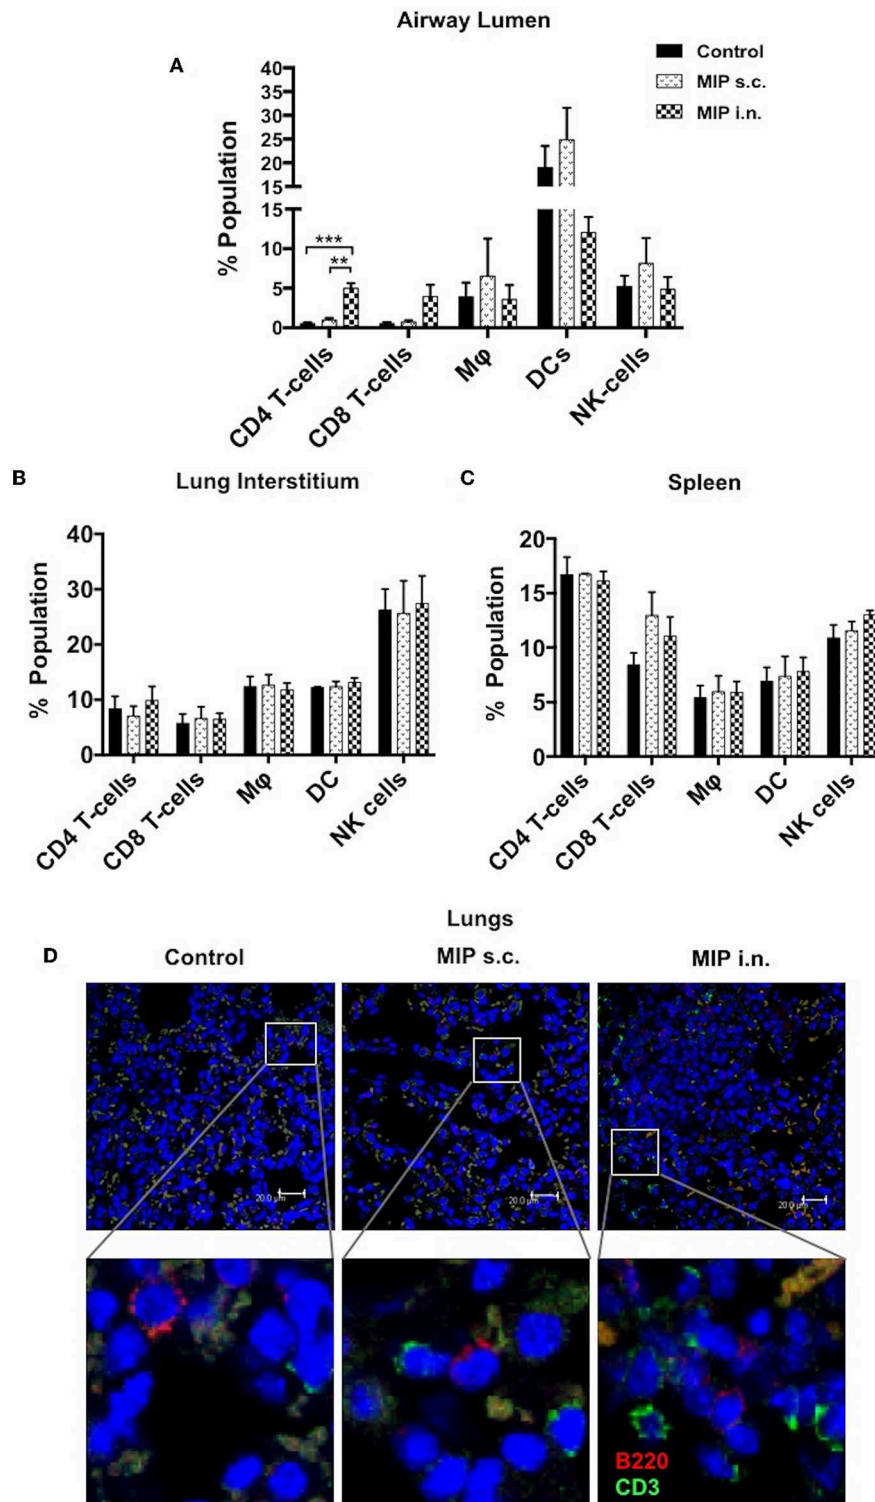 Airway Lumen
A
Control
MIP s.c.
MIP i.n.
% Population
40
35
30
25
20
15
15
10
5
0
***
**
CD4 T-cells
CD8 T-cells
Mφ
DCs
NK-cells
B
Lung Interstitium
% Population
40
30
20
10
0
CD4 T-cells
CD8 T-cells
Mφ
DC
NK cells
C
Spleen
% Population
20
15
10
5
0
CD4 T-cells
CD8 T-cells
Mφ
DC
NK cells
Lungs
D
Control
MIP s.c.
MIP i.n.
20.0 µm
20.0 µm
20.0 µm
B220
CD3